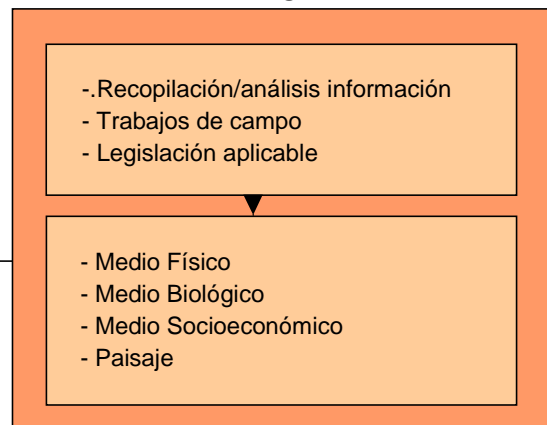 -.Recopilación/análisis información
- Trabajos de campo
- Legislación aplicable
- Medio Físico
- Medio Biológico
- Medio Socioeconómico
- Paisaje